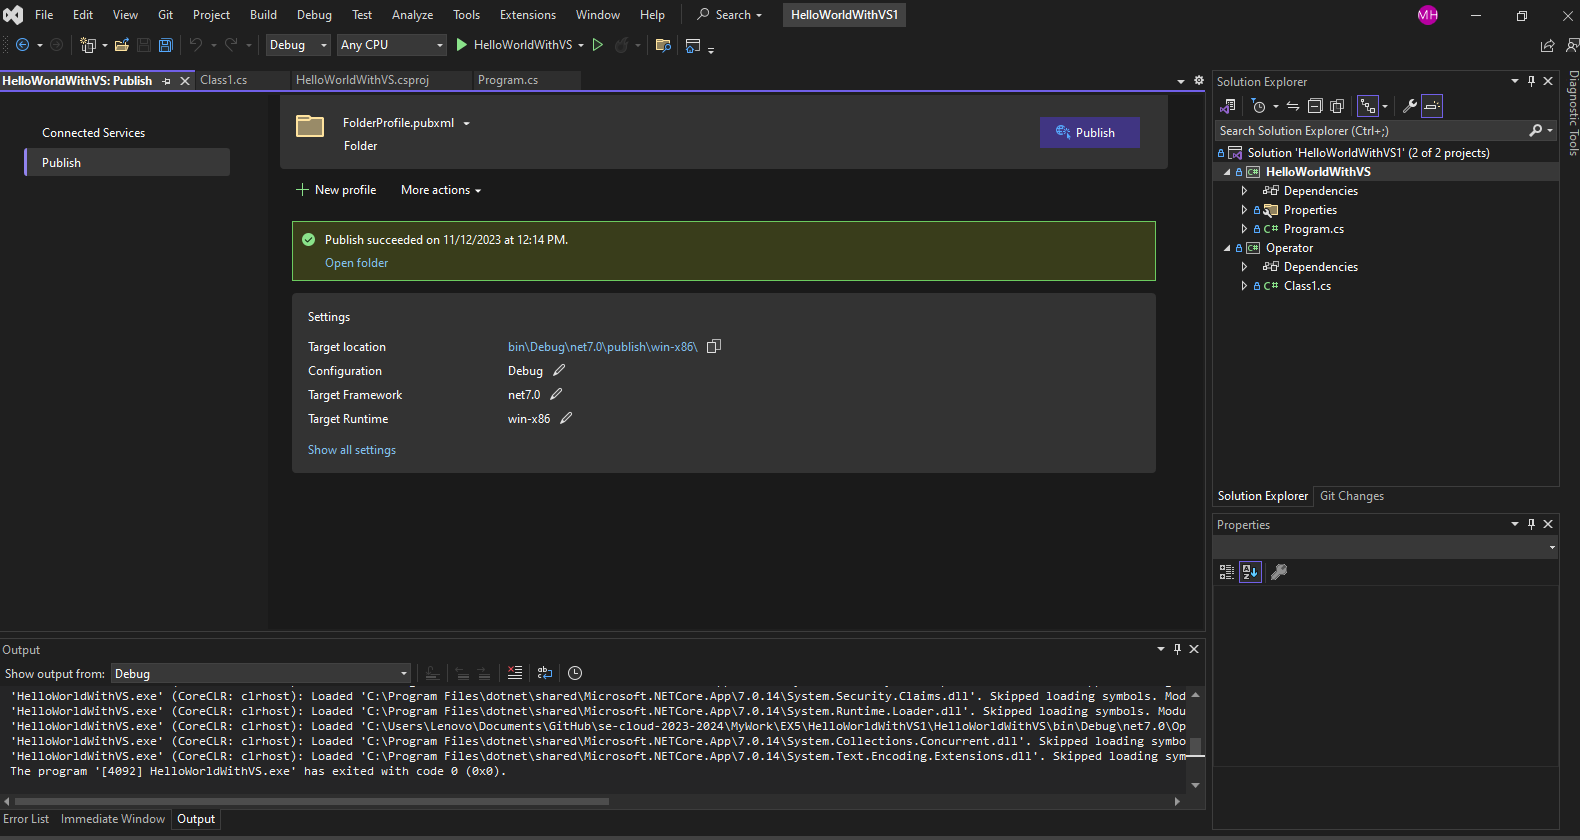 File Edit View Git Project Build Debug Test Analyze Tools Extensions Window Help Search HelloWorldWithVS1 MH
Debug Any CPU HelloWorldWithVS
HelloWorldWithVS: Publish Class1.cs HelloWorldWithVS.csproj Program.cs
Connected Services
Publish
FolderProfile.pubxml
Folder
Publish
New profile More actions
Publish succeeded on 11/12/2023 at 12:14 PM.
Open folder
Settings
Target location bin\Debug\net7.0\publish\win-x86\
Configuration Debug
Target Framework net7.0
Target Runtime win-x86
Show all settings
Solution Explorer
Search Solution Explorer (Ctrl+;)
Solution 'HelloWorldWithVS1' (2 of 2 projects)
C# HelloWorldWithVS
Dependencies
Properties
C# Program.cs
C# Operator
Dependencies
C# Class1.cs
Solution Explorer Git Changes
Properties
Diagnostic Tools
Output
Show output from: Debug
'HelloWorldWithVS.exe' (CoreCLR: clrhost): Loaded 'C:\Program Files\dotnet\shared\Microsoft.NETCore.App\7.0.14\System.Security.Claims.dll'. Skipped loading symbols. Mod
'HelloWorldWithVS.exe' (CoreCLR: clrhost): Loaded 'C:\Program Files\dotnet\shared\Microsoft.NETCore.App\7.0.14\System.Runtime.Loader.dll'. Skipped loading symbols. Modu
'HelloWorldWithVS.exe' (CoreCLR: clrhost): Loaded 'C:\Users\Lenovo\Documents\GitHub\se-cloud-2023-2024\MyWork\EX5\HelloWorldWithVS1\HelloWorldWithVS\bin\Debug\net7.0\Op
'HelloWorldWithVS.exe' (CoreCLR: clrhost): Loaded 'C:\Program Files\dotnet\shared\Microsoft.NETCore.App\7.0.14\System.Collections.Concurrent.dll'. Skipped loading symbo
'HelloWorldWithVS.exe' (CoreCLR: clrhost): Loaded 'C:\Program Files\dotnet\shared\Microsoft.NETCore.App\7.0.14\System.Text.Encoding.Extensions.dll'. Skipped loading sym
The program '[4092] HelloWorldWithVS.exe' has exited with code 0 (0x0).
Error List Immediate Window Output